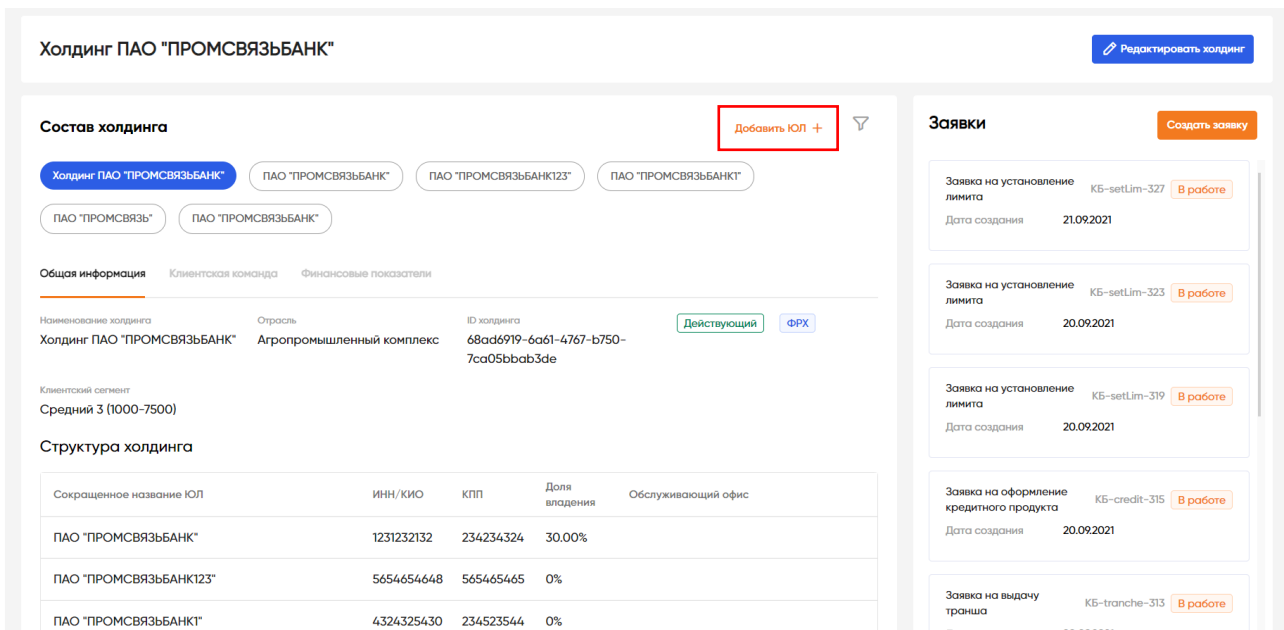 Холдинг ПАО "ПРОМСВЯЗЬБАНК"
Редактировать холдинг
Состав холдинга
Добавить ЮЛ +
Холдинг ПАО "ПРОМСВЯЗЬБАНК"
ПАО "ПРОМСВЯЗЬБАНК"
ПАО "ПРОМСВЯЗЬБАНК123"
ПАО "ПРОМСВЯЗЬБАНК1"
ПАО "ПРОМСВЯЗЬ"
ПАО "ПРОМСВЯЗЬБАНК"
Общая информация
Клиентская команда
Финансовые показатели
Наименование холдинга
Холдинг ПАО "ПРОМСВЯЗЬБАНК"
Отрасль
Агропромышленный комплекс
ID холдинга
68ad6919-6a61-4767-b750-
7ca05bbab3de
Действующий
ФРХ
Клиентский сегмент
Средний 3 (1000-7500)
Структура холдинга
Сокращенное название ЮЛ ИНН/КИО КПП Доля
владения Обслуживающий офис
ПАО "ПРОМСВЯЗЬБАНК" 1231232132 234234324 30.00%
ПАО "ПРОМСВЯЗЬБАНК123" 5654654648 565465465 0%
ПАО "ПРОМСВЯЗЬБАНК1" 4324325430 234523544 0%
Заявки
Создать заявку
Заявка на установление
лимита
КБ-setLim-327 В работе
Дата создания 21.09.2021
Заявка на установление
лимита
КБ-setLim-323 В работе
Дата создания 20.09.2021
Заявка на установление
лимита
КБ-setLim-319 В работе
Дата создания 20.09.2021
Заявка на оформление
кредитного продукта
КБ-credit-315 В работе
Дата создания 20.09.2021
Заявка на выдачу
транша
КБ-tranche-313 В работе